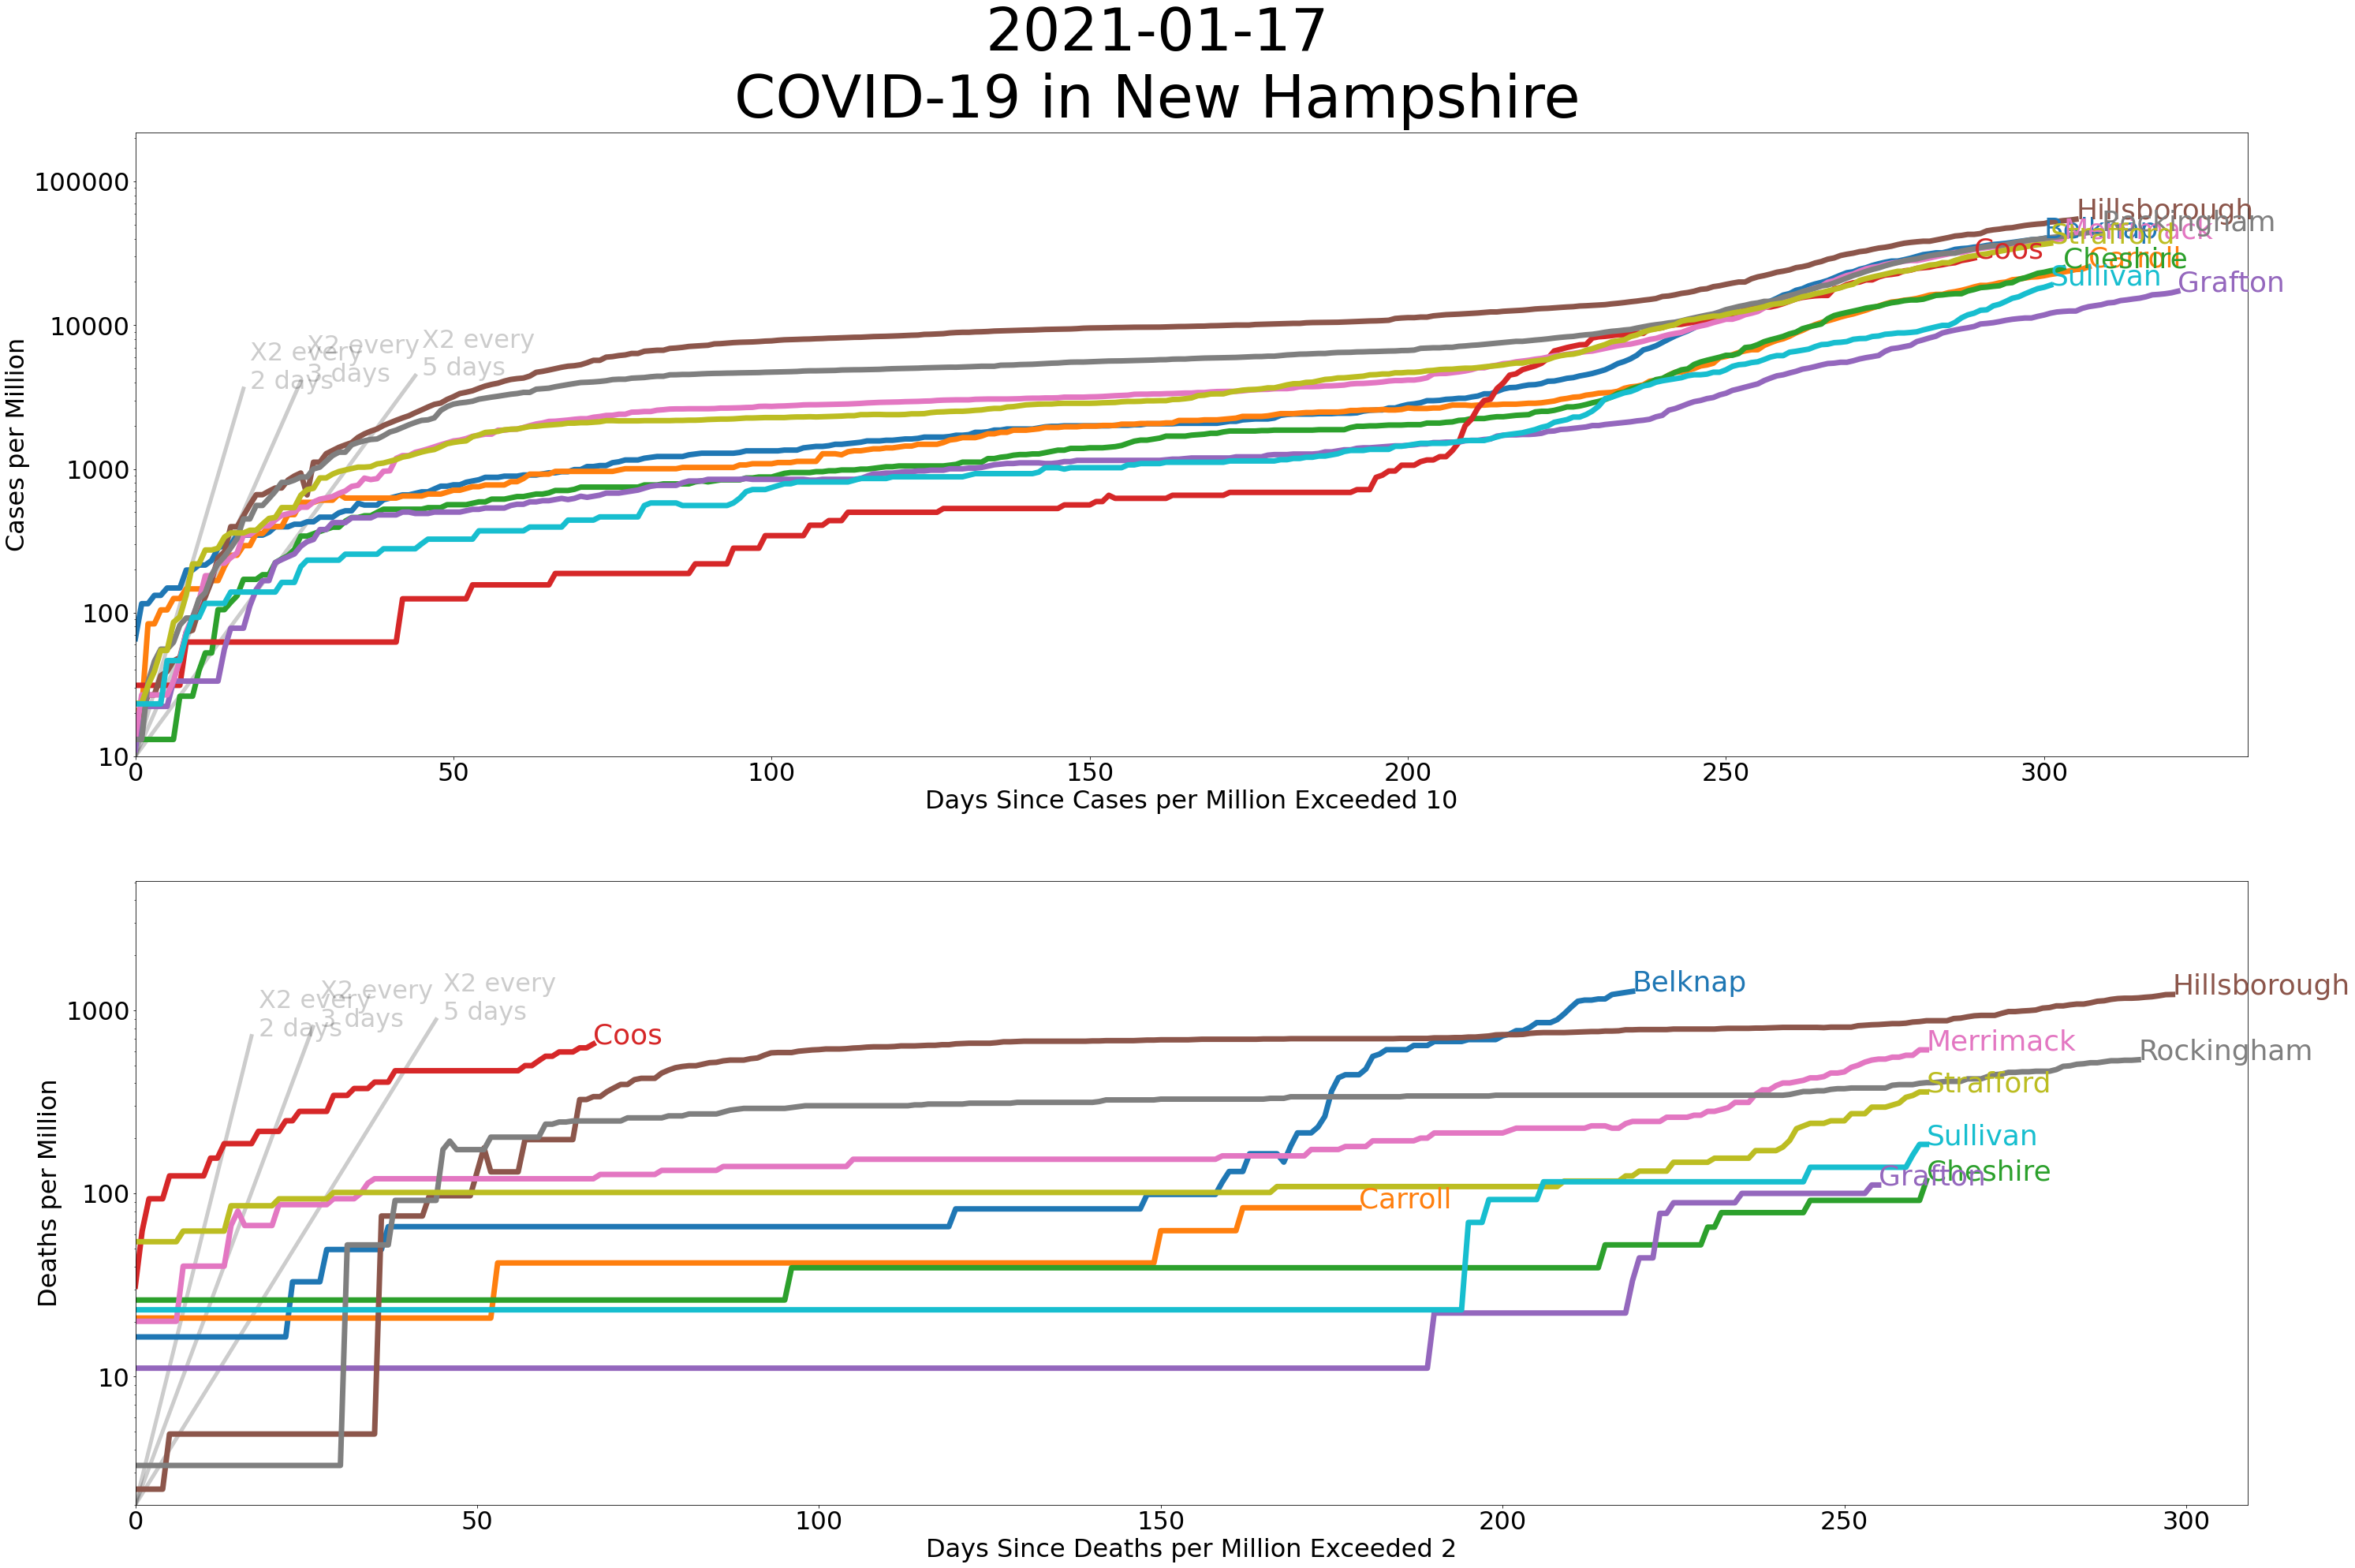 2021-01-17
COVID-19 in New Hampshire
Cases per Million
100000
10000
1000
100
10
X2 every
2 days
X2 every
3 days
X2 every
5 days
Hillsborough
Rockingham
Belknap
Merrimack
Strafford
Coos
Carroll
Cheshire
Sullivan
Grafton
0 50 100 150 200 250 300
Days Since Cases per Million Exceeded 10
Deaths per Million
1000
100
10
X2 every
2 days
X2 every
3 days
X2 every
5 days
Belknap
Hillsborough
Coos
Merrimack
Rockingham
Strafford
Sullivan
Cheshire
Grafton
Carroll
0 50 100 150 200 250 300
Days Since Deaths per Million Exceeded 2